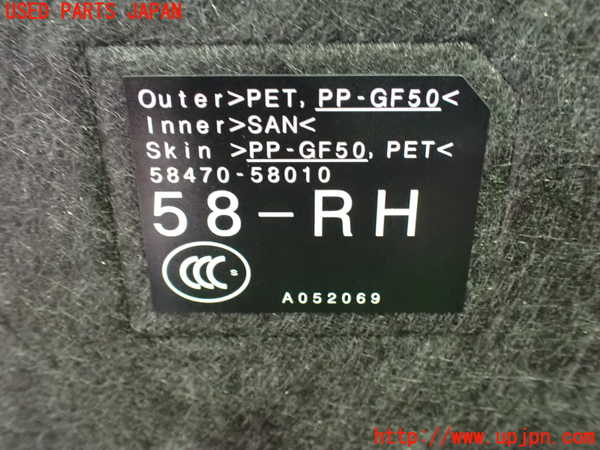 USED PARTS JAPAN
Outer>PET, PP-GF50<
Inner>SAN<
Skin >PP-GF50, PET<
58470-58010
58-RH
CCC S
A052069
http://www.upjpn.com/